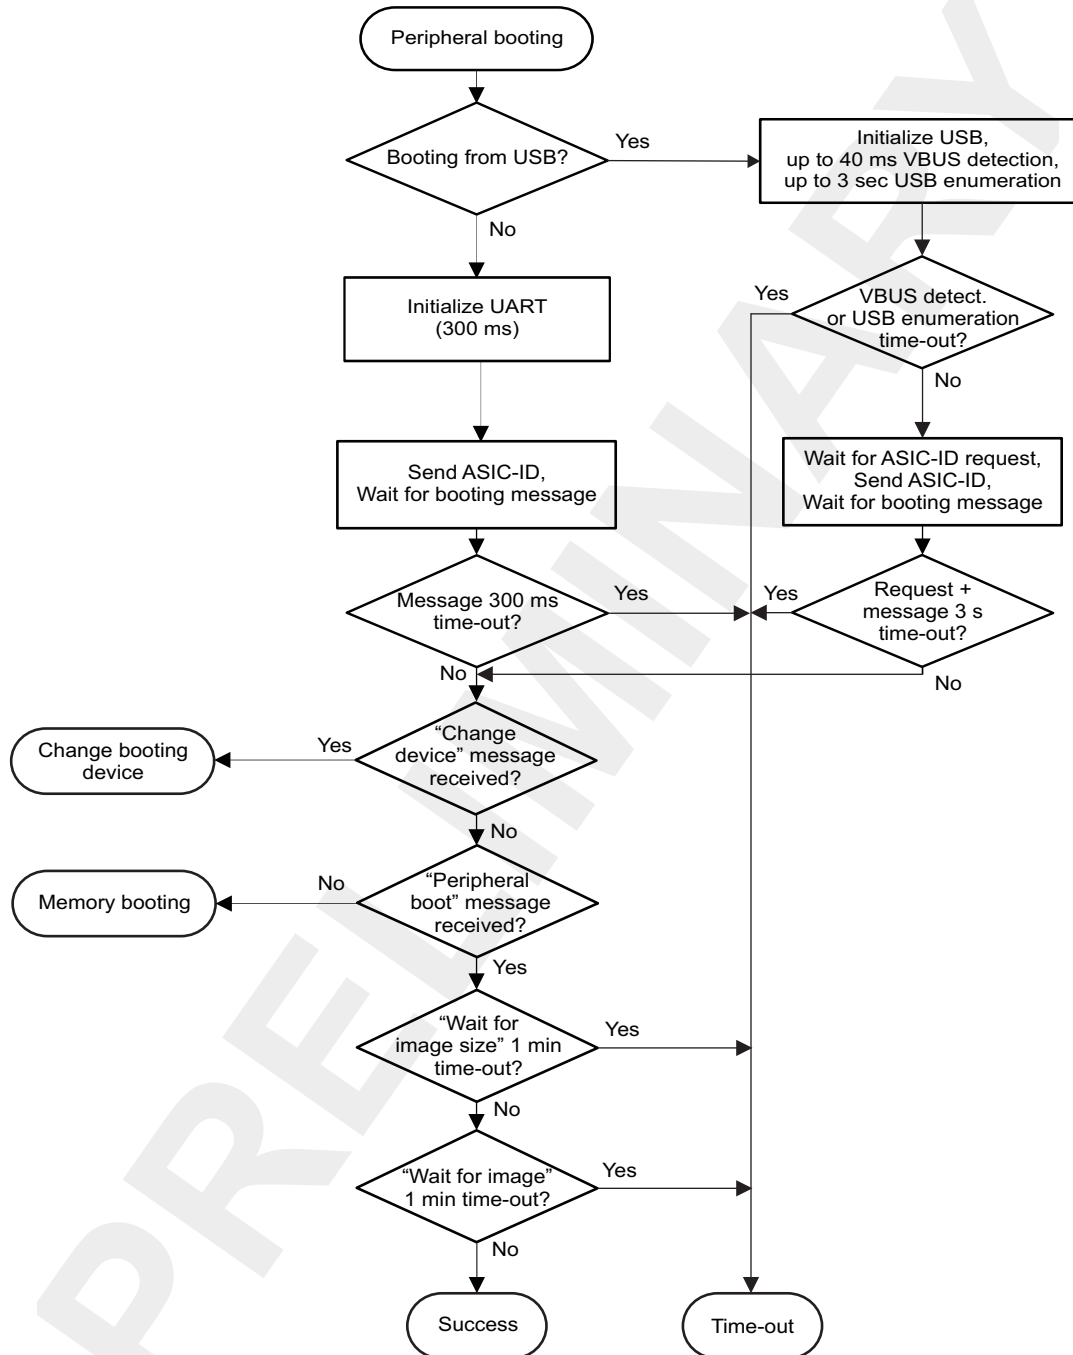 Peripheral booting
Booting from USB?
Yes
Initialize USB,
up to 40 ms VBUS detection,
up to 3 sec USB enumeration
No
Initialize UART
(300 ms)
Yes
VBUS detect.
or USB enumeration
time-out?
No
Send ASIC-ID,
Wait for booting message
Wait for ASIC-ID request,
Send ASIC-ID,
Wait for booting message
Message 300 ms
time-out?
Yes
Yes
Request +
message 3 s
time-out?
No
No
“Change
device” message
received?
Yes
Change booting
device
No
“Peripheral
boot” message
received?
No
Memory booting
Yes
“Wait for
image size” 1 min
time-out?
Yes
No
“Wait for image”
1 min time-out?
Yes
No
Success
Time-out
PRELIMINARY